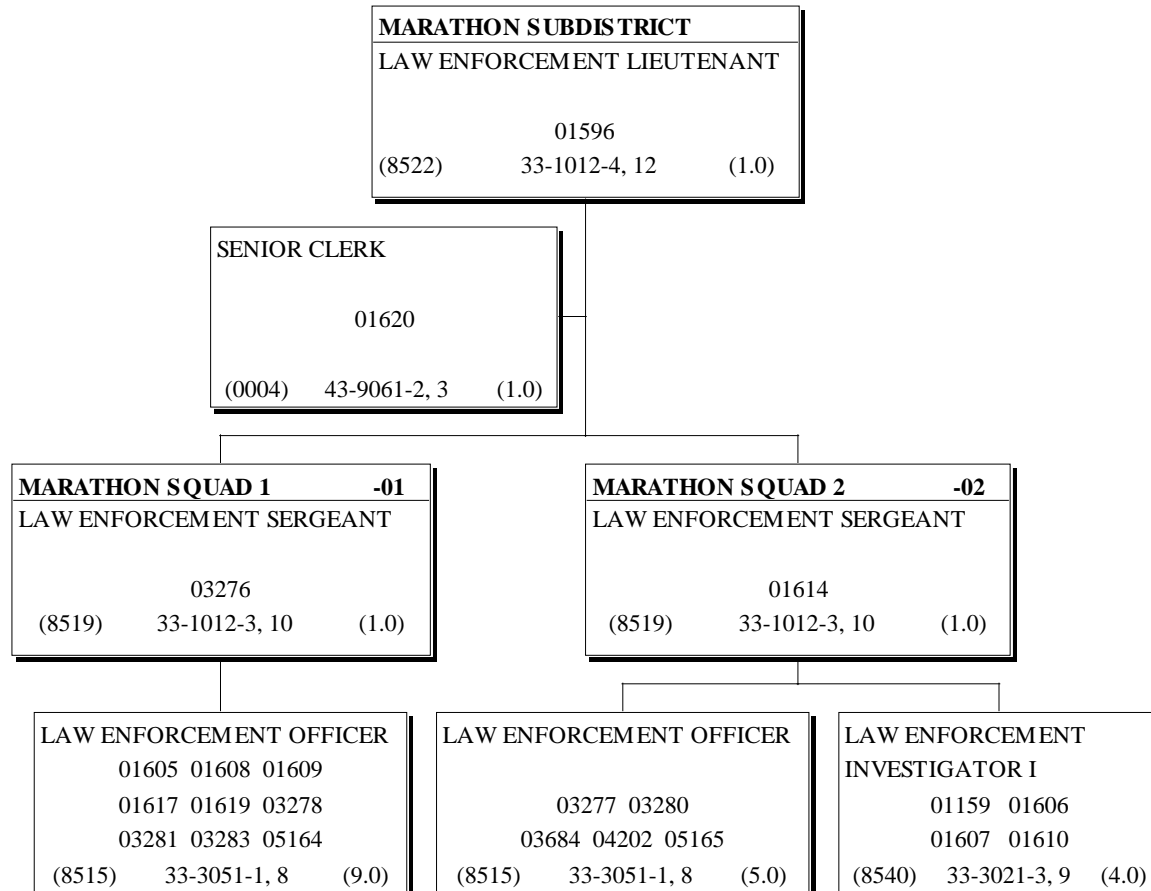 MARATHON SUBDISTRICT
LAW ENFORCEMENT LIEUTENANT
01596
(8522) 33-1012-4, 12 (1.0)
SENIOR CLERK
01620
(0004) 43-9061-2, 3 (1.0)
MARATHON SQUAD 1 -01
LAW ENFORCEMENT SERGEANT
03276
(8519) 33-1012-3, 10 (1.0)
MARATHON SQUAD 2 -02
LAW ENFORCEMENT SERGEANT
01614
(8519) 33-1012-3, 10 (1.0)
LAW ENFORCEMENT OFFICER
01605 01608 01609
01617 01619 03278
03281 03283 05164
(8515) 33-3051-1, 8 (9.0)
LAW ENFORCEMENT OFFICER
03277 03280
03684 04202 05165
(8515) 33-3051-1, 8 (5.0)
LAW ENFORCEMENT
INVESTIGATOR I
01159 01606
01607 01610
(8540) 33-3021-3, 9 (4.0)